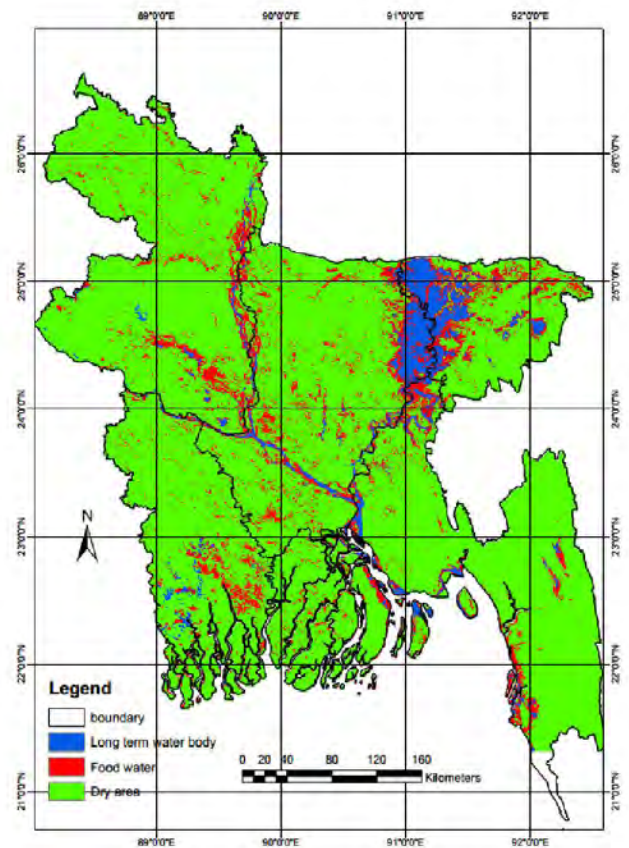 89°0'0"E 90°0'0"E 91°0'0"E 92°0'0"E
26°0'0"N 26°0'0"N
25°0'0"N 25°0'0"N
24°0'0"N 24°0'0"N
N
23°0'0"N 23°0'0"N
22°0'0"N 22°0'0"N
Legend
boundary
Long term water body
Food water
Dry area
0 20 40 80 120 160
Kilometers
21°0'0"N 21°0'0"N
89°0'0"E 90°0'0"E 91°0'0"E 92°0'0"E